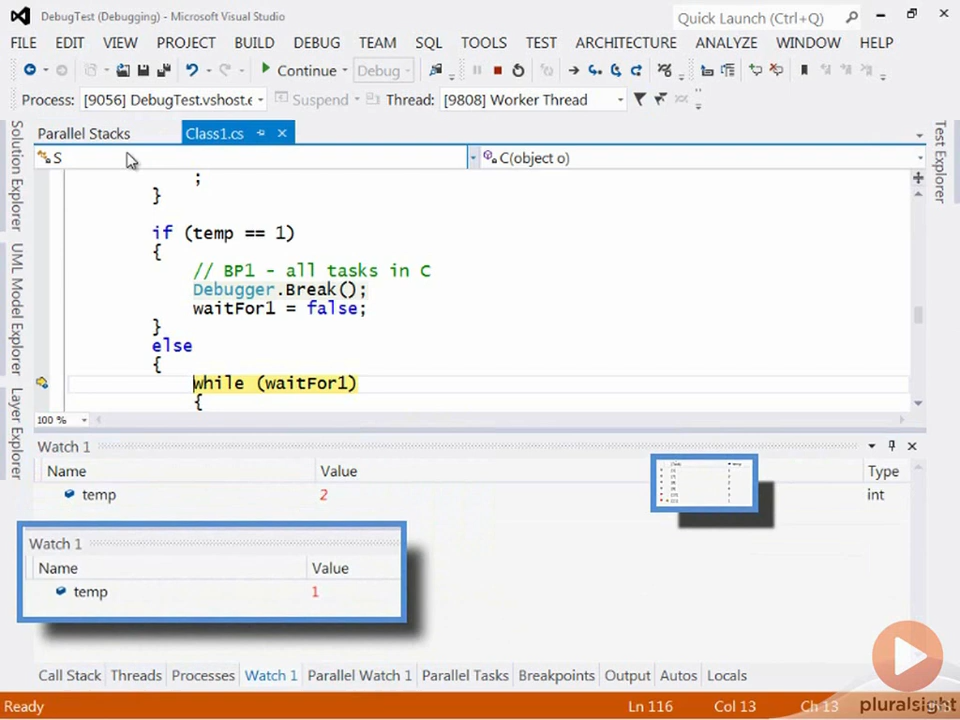 DebugTest (Debugging) - Microsoft Visual Studio
Quick Launch (Ctrl+Q)
FILE EDIT VIEW PROJECT BUILD DEBUG TEAM SQL TOOLS TEST ARCHITECTURE ANALYZE WINDOW HELP
Continue Debug
Process: [9056] DebugTest.vshost.e Suspend Thread: [9808] Worker Thread
Parallel Stacks Class1.cs
S C(object o)
;
}
if (temp == 1)
{
// BP1 - all tasks in C
Debugger.Break();
waitFor1 = false;
}
else
{
while (waitFor1)
{
100 %
Solution Explorer
UML Model Explorer
Layer Explorer
Test Explorer
Watch 1
Name Value Type
temp 2 int
Watch 1
Name Value
temp 1
Call Stack Threads Processes Watch 1 Parallel Watch 1 Parallel Tasks Breakpoints Output Autos Locals
Ready Ln 116 Col 13 Ch 13
pluralsight